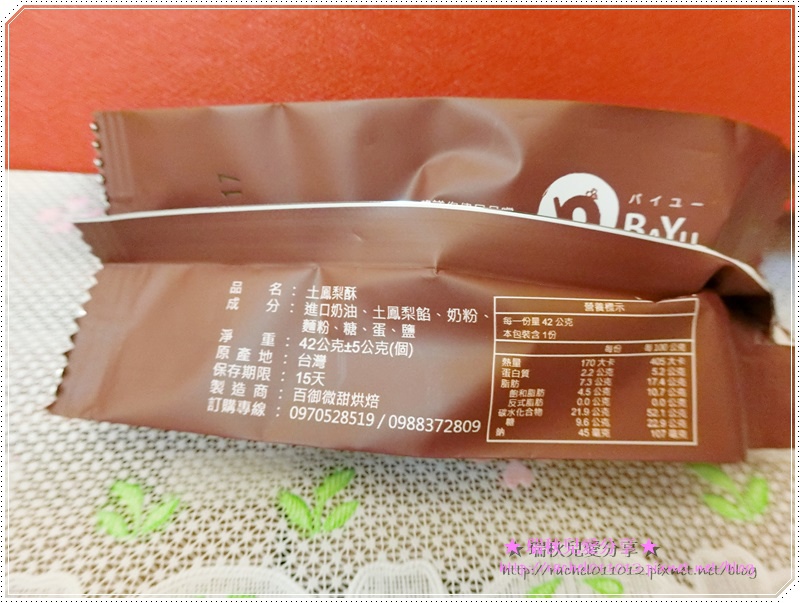 17
バイユー
BAYU
品名：土鳳梨酥
成分：進口奶油、土鳳梨餡、奶粉、
麵粉、糖、蛋、鹽
淨重：42公克±5公克(個)
原產地：台灣
保存期限：15天
製造商：百御微甜烘焙
訂購專線：0970528519 / 0988372809
營養標示
每一份量 42 公克
本包裝含 1份
每份 每 100 公克
熱量 170 大卡 405 大卡
蛋白質 2.2 公克 5.2 公克
脂肪 7.3 公克 17.4 公克
飽和脂肪 4.5 公克 10.7 公克
反式脂肪 0.0 公克 0.0 公克
碳水化合物 21.9 公克 52.1 公克
糖 9.6 公克 22.9 公克
鈉 45 毫克 107 毫克
★ 瑞秋兒愛分享 ★
http://rachel011012.pixnet.net/blog